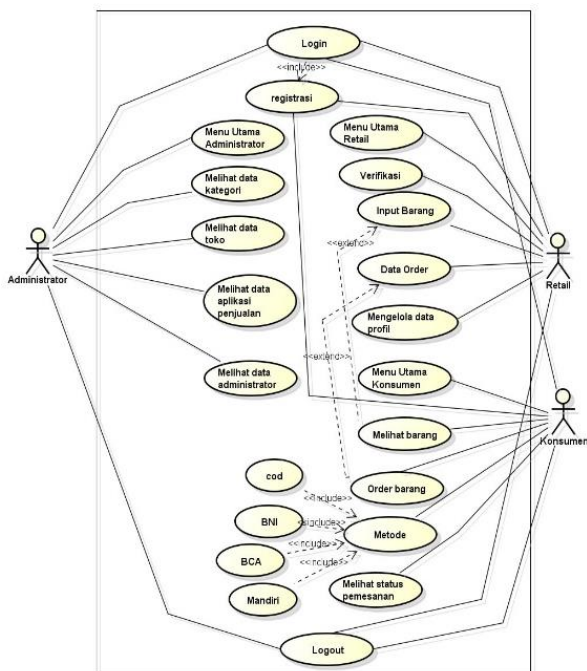 Login
<<include>>
registrasi
Menu Utama
Administrator
Menu Utama
Retail
Melihat data
kategori
Verifikasi
Input Barang
Melihat data
toko
<<extend>>
Administrator
Data Order
Retail
Melihat data
aplikasi
penjualan
Mengelola data
profil
<<extend>>
Melihat data
administrator
Menu Utama
Konsumen
Melihat barang
Konsumen
cod
Order barang
<<include>>
BNI
<<include>>
Metode
<<include>>
BCA
<<include>>
Mandiri
Melihat status
pemesanan
Logout